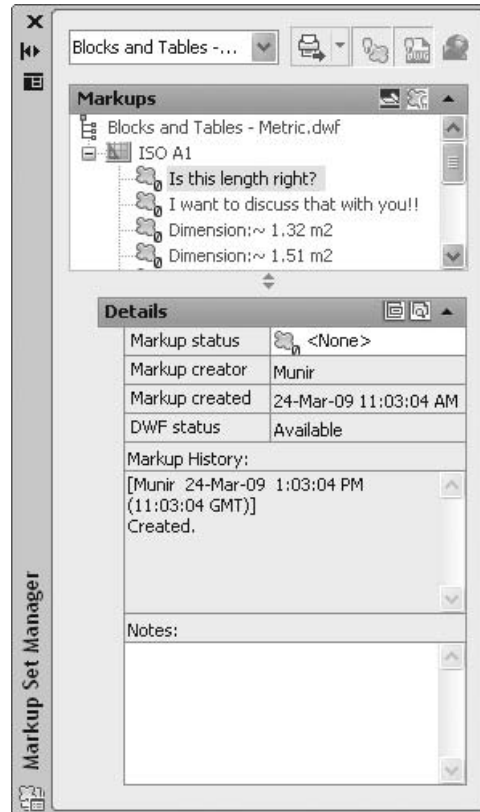 Blocks and Tables -...
Markups
Blocks and Tables - Metric.dwf
ISO A1
Is this length right?
I want to discuss that with you!!
Dimension:~ 1.32 m2
Dimension:~ 1.51 m2
Details
Markup status <None>
Markup creator Munir
Markup created 24-Mar-09 11:03:04 AM
DWF status Available
Markup History:
[Munir 24-Mar-09 1:03:04 PM
(11:03:04 GMT)]
Created.
Notes:
Markup Set Manager